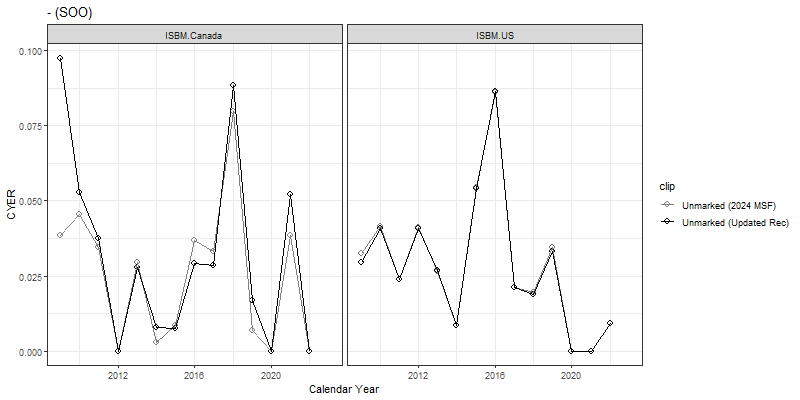 - (SOO)
ISBM.Canada
ISBM.US
0.100
0.075
0.050
0.025
0.000
CYER
2012
2016
2020
2012
2016
2020
Calendar Year
clip
Unmarked (2024 MSF)
Unmarked (Updated Rec)